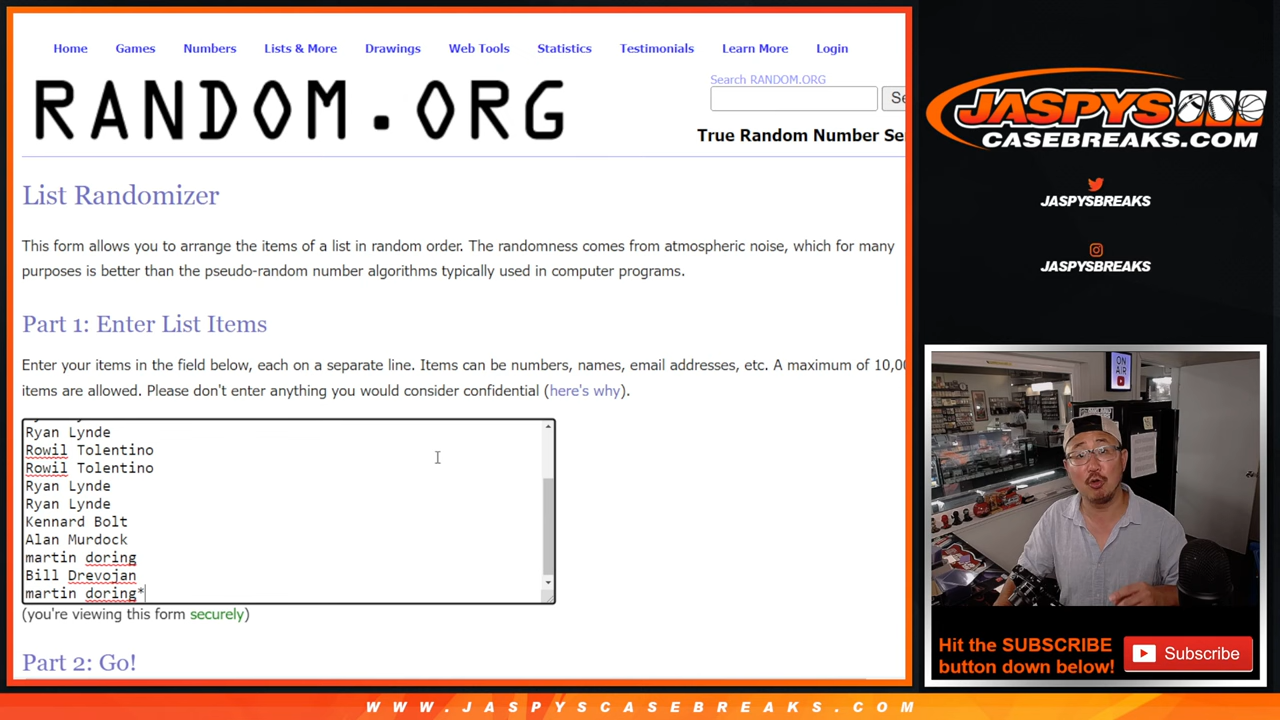 Home Games Numbers Lists & More Drawings Web Tools Statistics Testimonials Learn More Login
RANDOM.ORG
Search RANDOM.ORG
Se
True Random Number Se
List Randomizer
This form allows you to arrange the items of a list in random order. The randomness comes from atmospheric noise, which for many
purposes is better than the pseudo-random number algorithms typically used in computer programs.
Part 1: Enter List Items
Enter your items in the field below, each on a separate line. Items can be numbers, names, email addresses, etc. A maximum of 10,00
items are allowed. Please don't enter anything you would consider confidential (here's why).
Ryan Lynde
Rowil Tolentino
Rowil Tolentino
Ryan Lynde
Ryan Lynde
Kennard Bolt
Alan Murdock
martin doring
Bill Drevojan
martin doring*
(you're viewing this form securely)
Part 2: Go!
JASPYS
CASEBREAKS.COM
JASPYSBREAKS
JASPYSBREAKS
ON
AIR
Hit the SUBSCRIBE
button down below!
Subscribe
WWW.JASPYSCASEBREAKS.COM